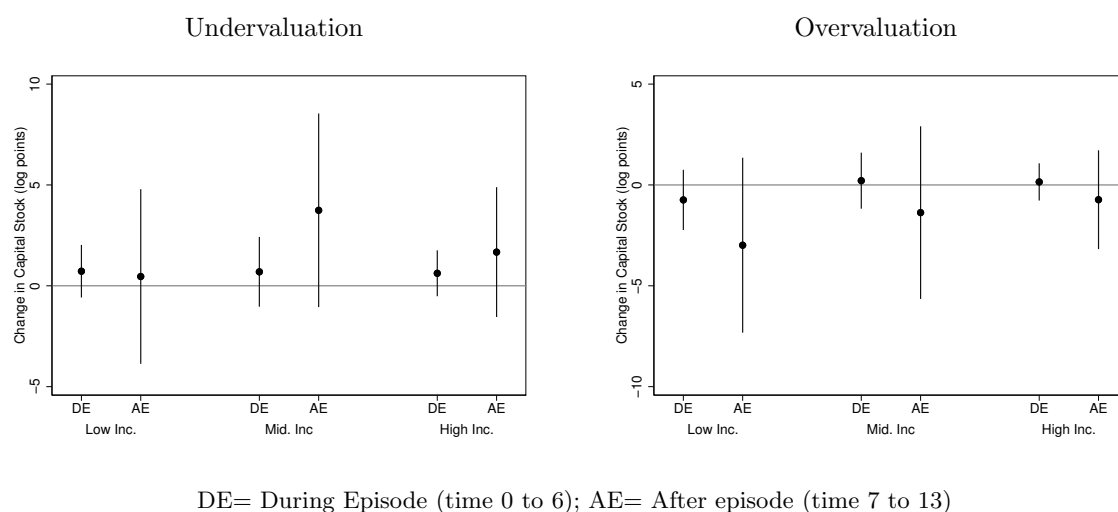 Undervaluation
Overvaluation
Change in Capital Stock (log points)
10
5
0
−5
DE
AE
DE
AE
DE
AE
Low Inc.
Mid. Inc
High Inc.
Change in Capital Stock (log points)
5
0
−5
−10
DE
AE
DE
AE
DE
AE
Low Inc.
Mid. Inc
High Inc.
DE= During Episode (time 0 to 6); AE= After episode (time 7 to 13)